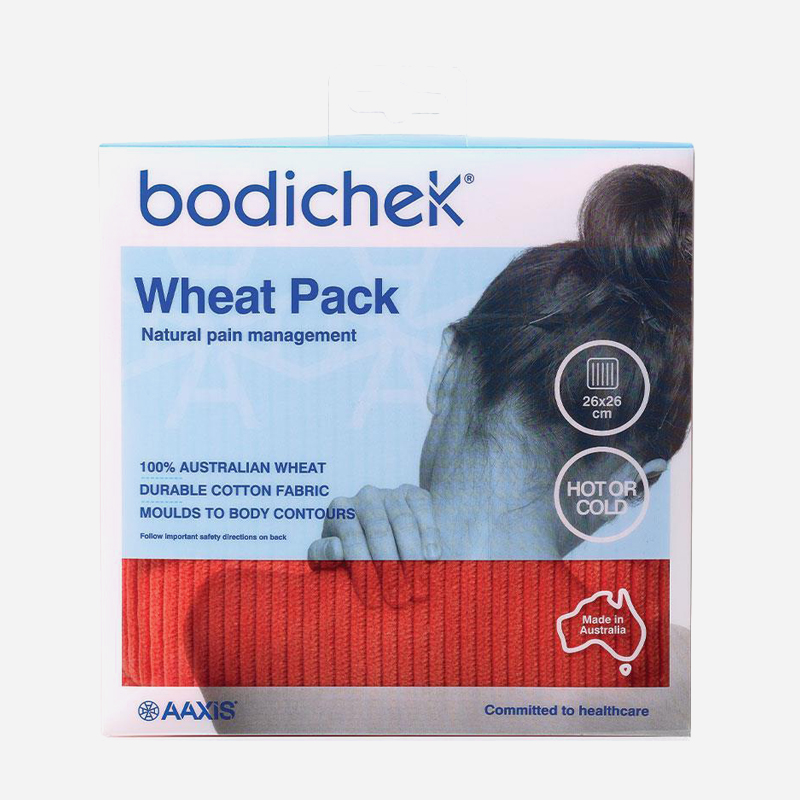 bodichek®
Wheat Pack
Natural pain management
26x26
cm
100% AUSTRALIAN WHEAT
DURABLE COTTON FABRIC
MOULDS TO BODY CONTOURS
HOT OR
COLD
Follow important safety directions on back
Made in
Australia
AAXIS
Committed to healthcare